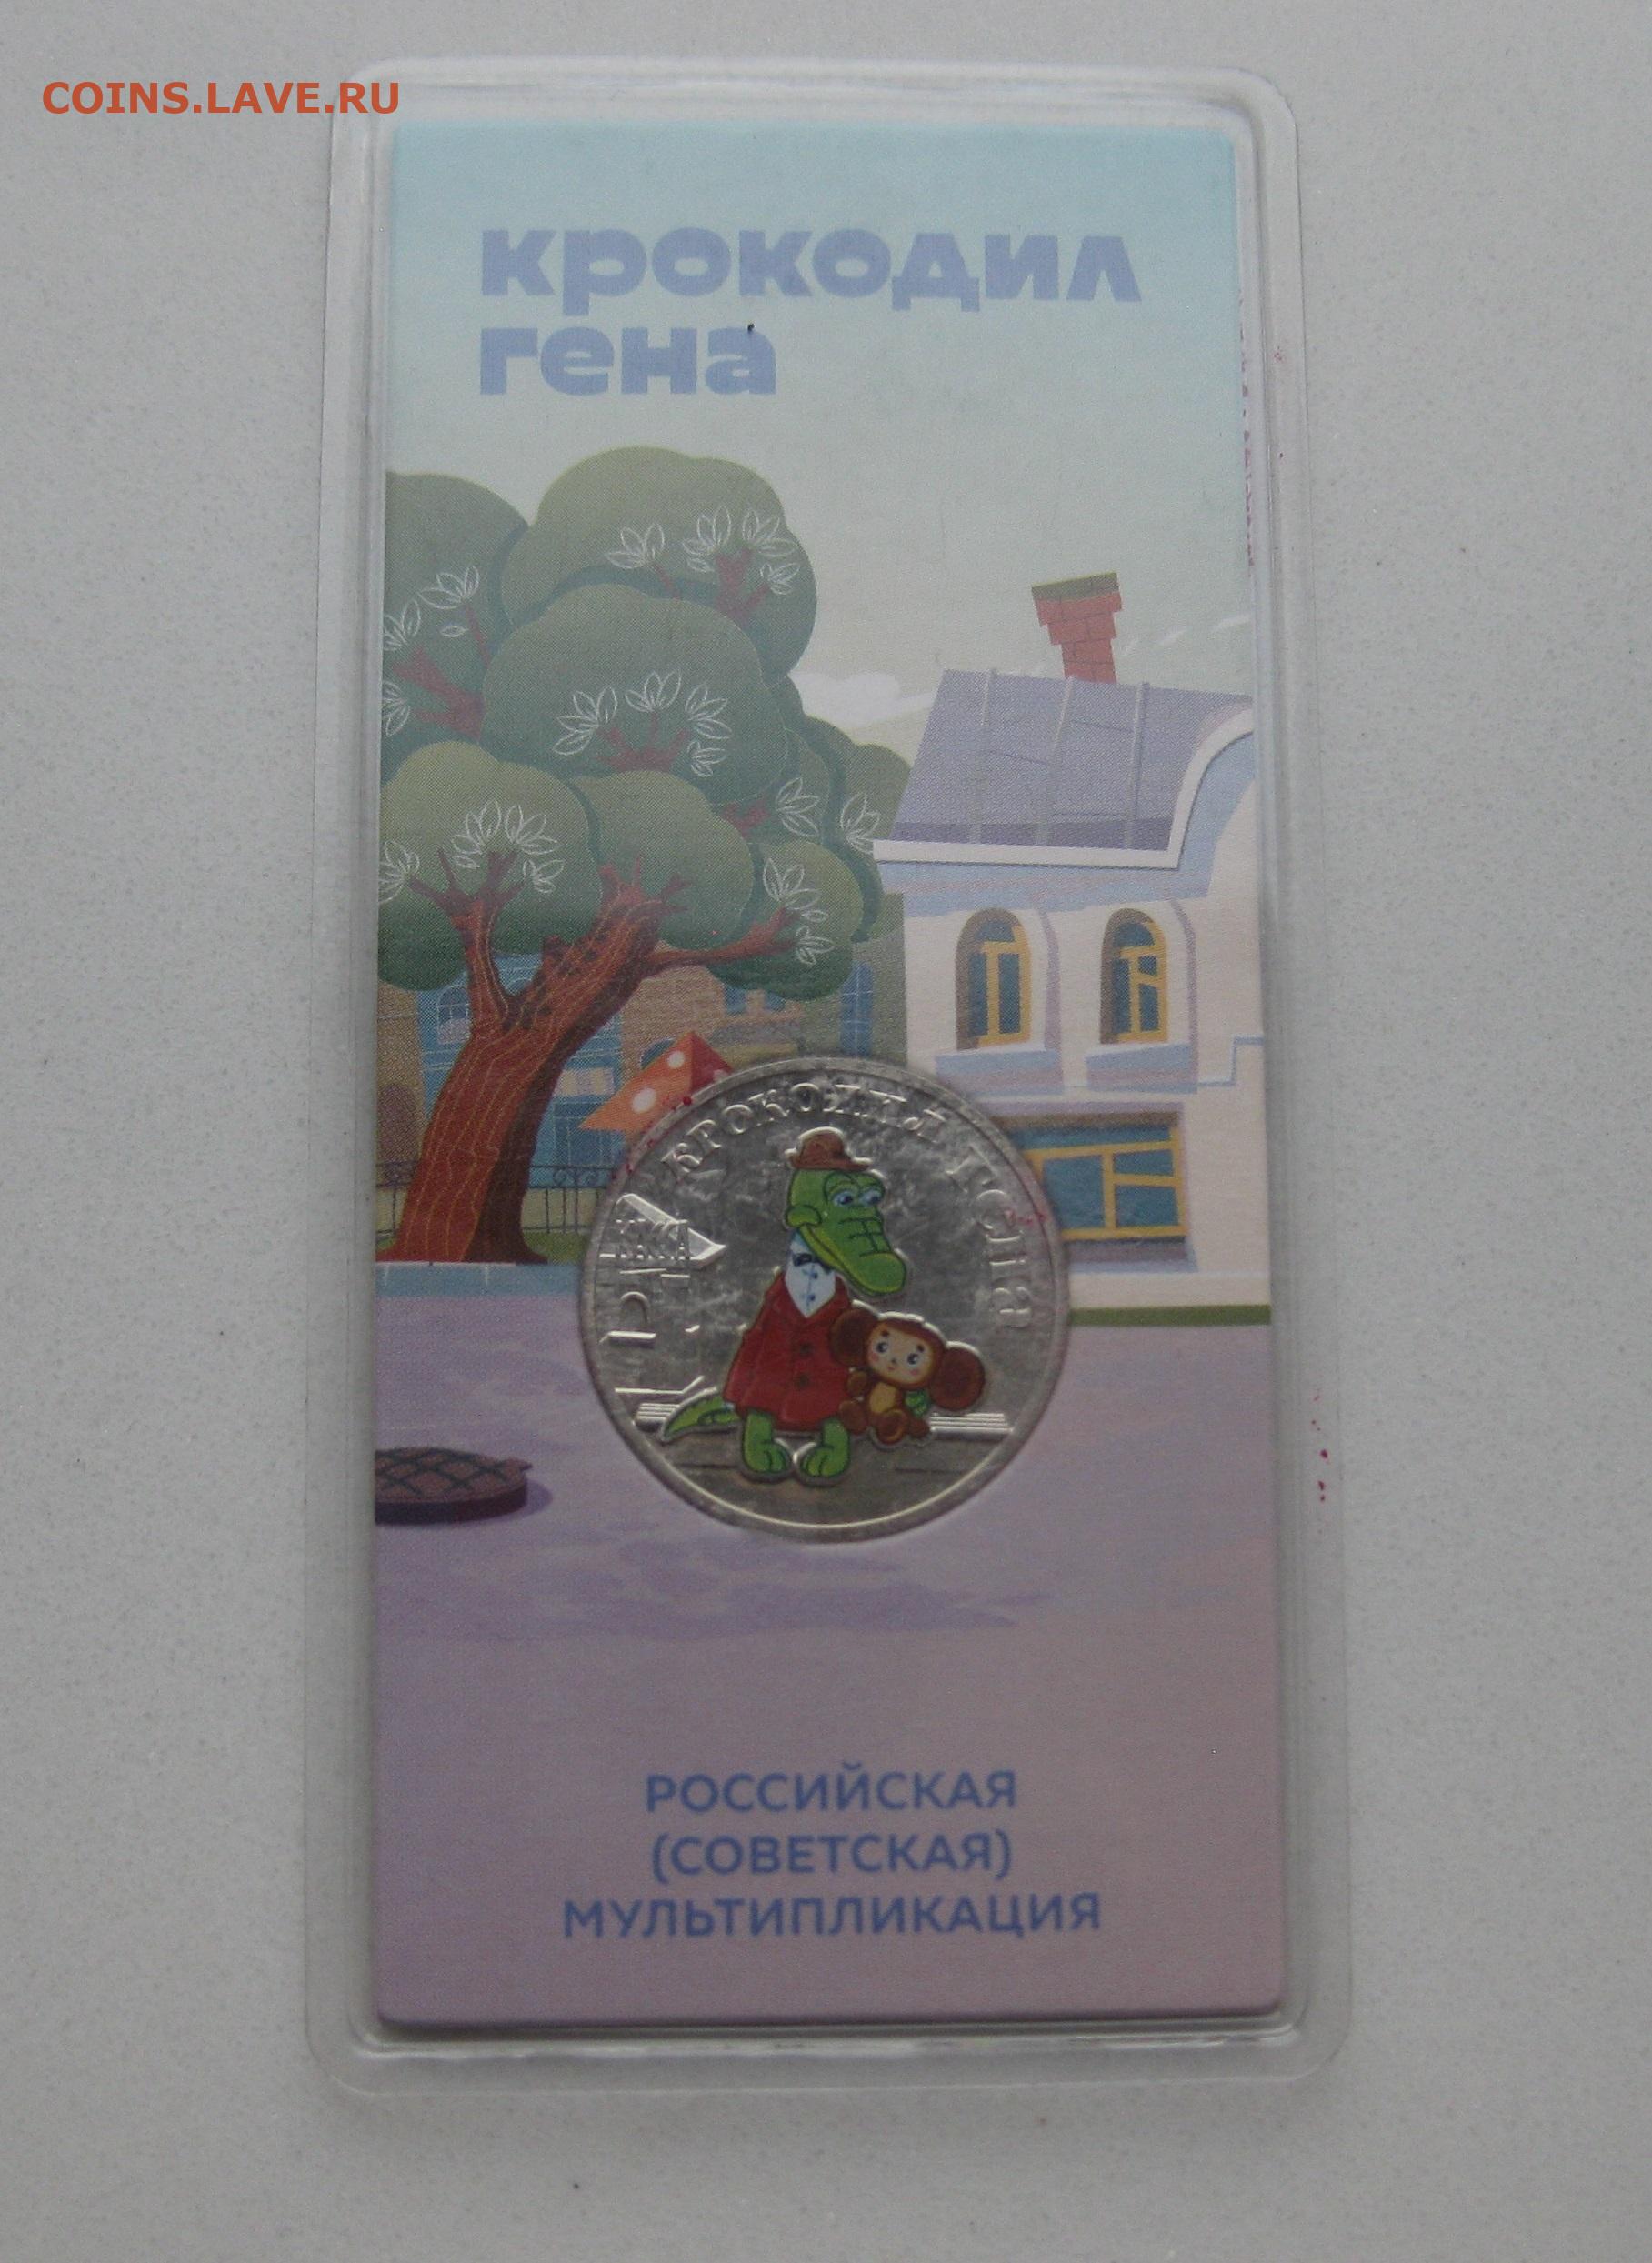 COINS.LAVE.RU
крокодил
гена
КРОКОДИЛ ГЕНА
КАССА
РОССИЙСКАЯ
(СОВЕТСКАЯ)
МУЛЬТИПЛИКАЦИЯ